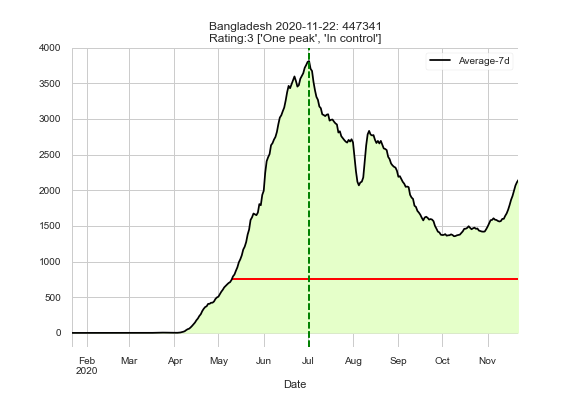 Bangladesh 2020-11-22: 447341
Rating:3 ['One peak', 'In control']
Average-7d
4000
3500
3000
2500
2000
1500
1000
500
0
Feb Mar Apr May Jun Jul Aug Sep Oct Nov
2020
Date